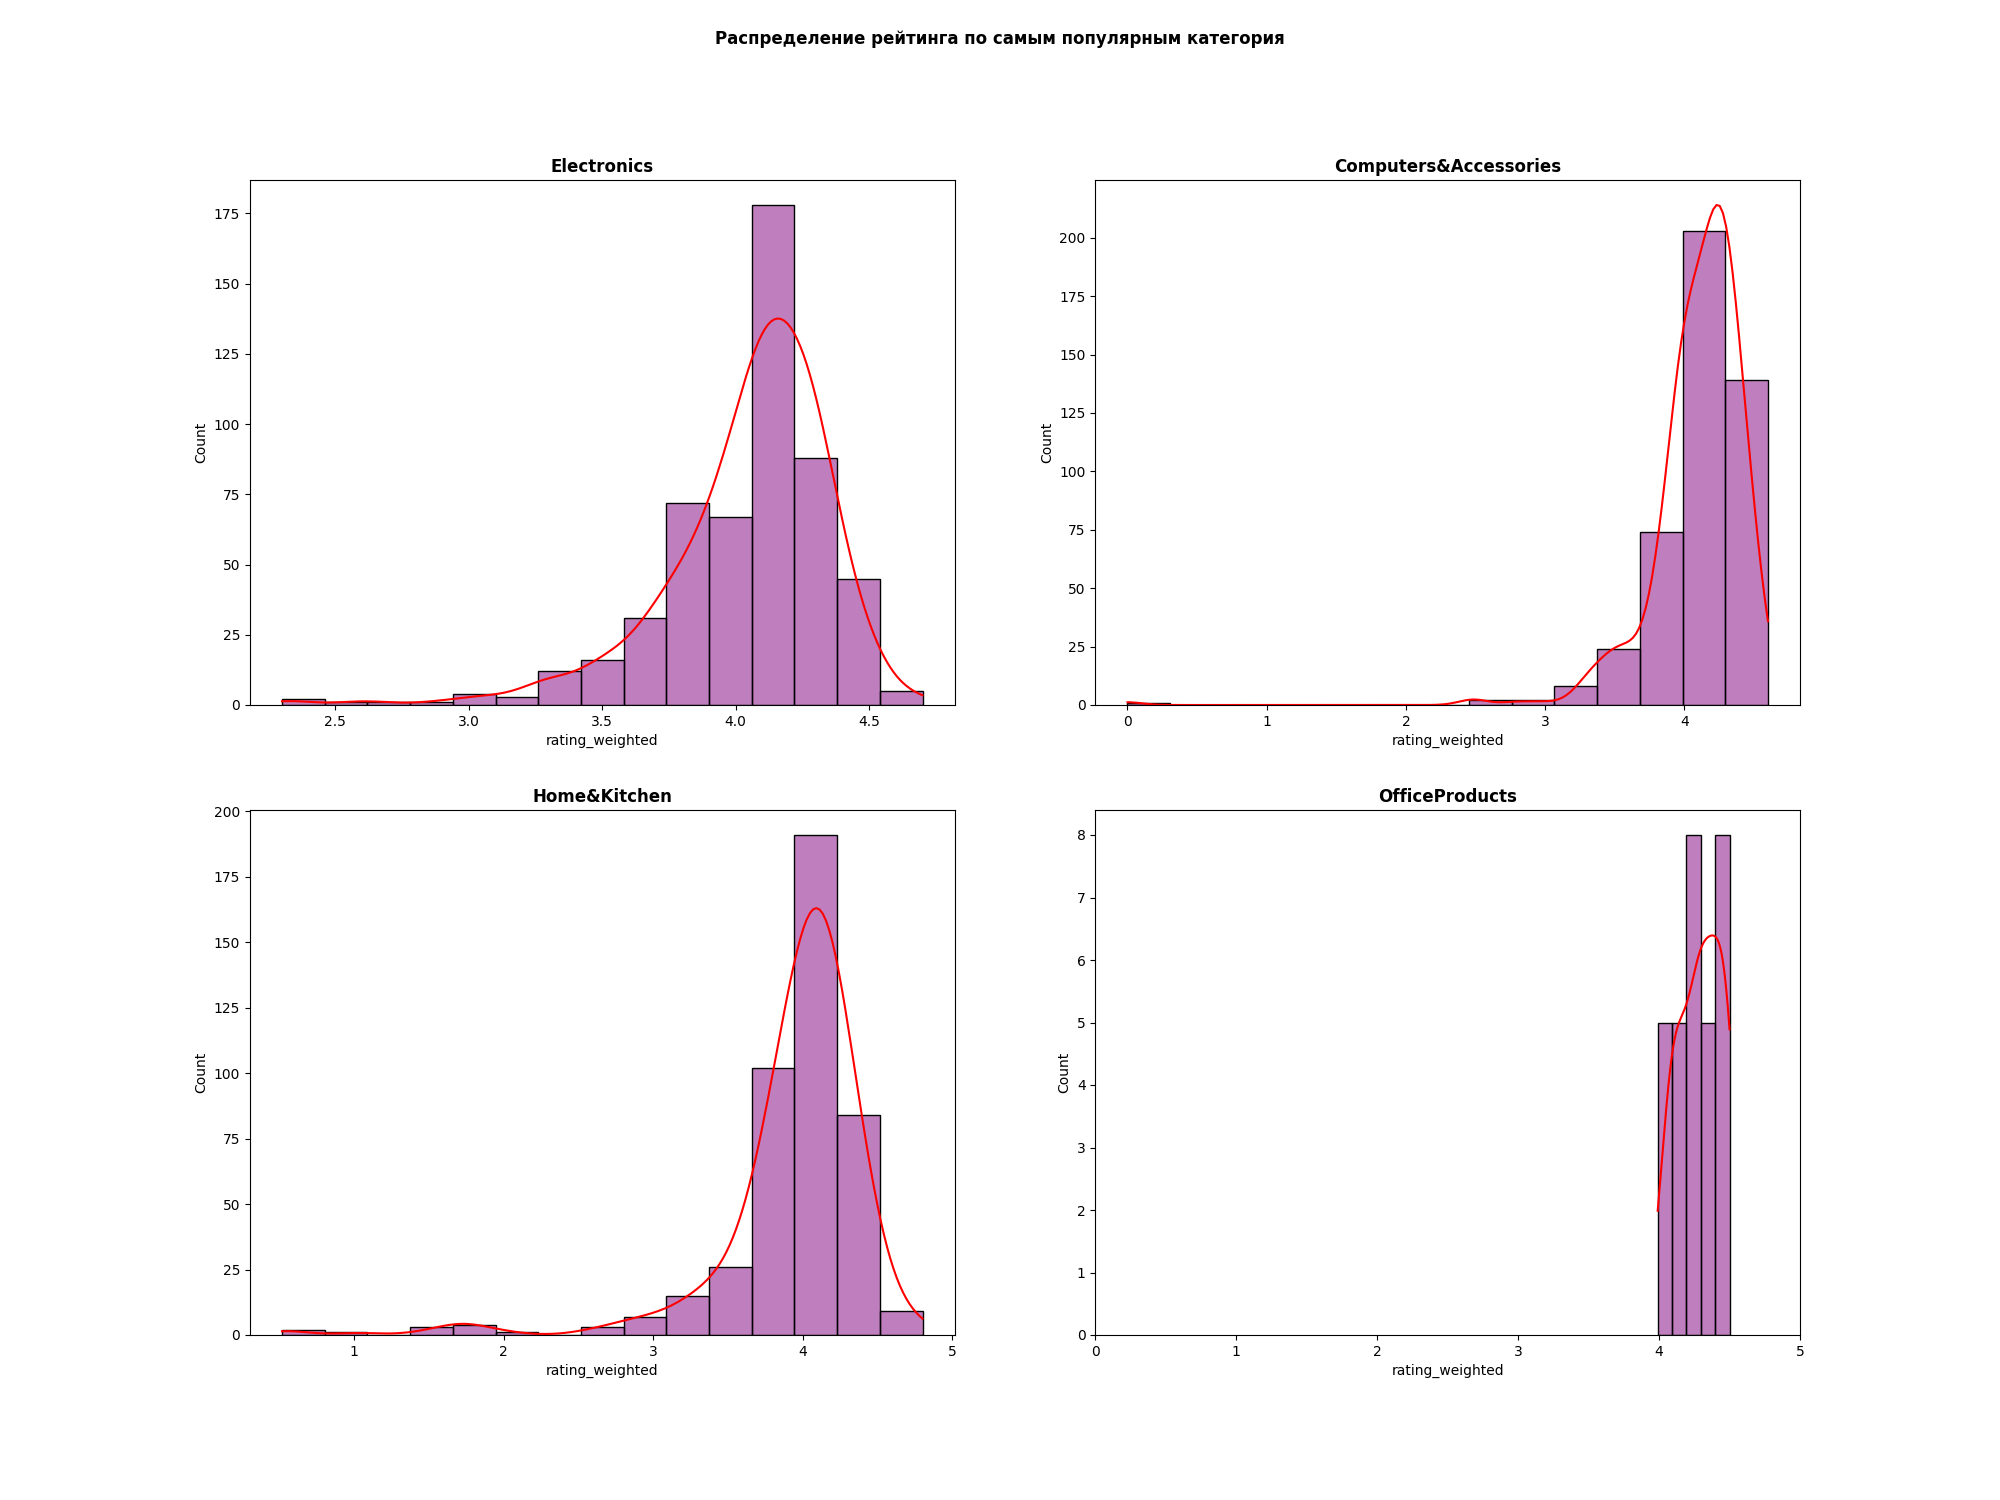 Распределение рейтинга по самым популярным категория
Electronics
Count
175
150
125
100
75
50
25
0
2.5 3.0 3.5 4.0 4.5
rating_weighted
Computers&Accessories
Count
200
175
150
125
100
75
50
25
0
0 1 2 3 4
rating_weighted
Home&Kitchen
Count
200
175
150
125
100
75
50
25
0
1 2 3 4 5
rating_weighted
OfficeProducts
Count
8
7
6
5
4
3
2
1
0
0 1 2 3 4 5
rating_weighted